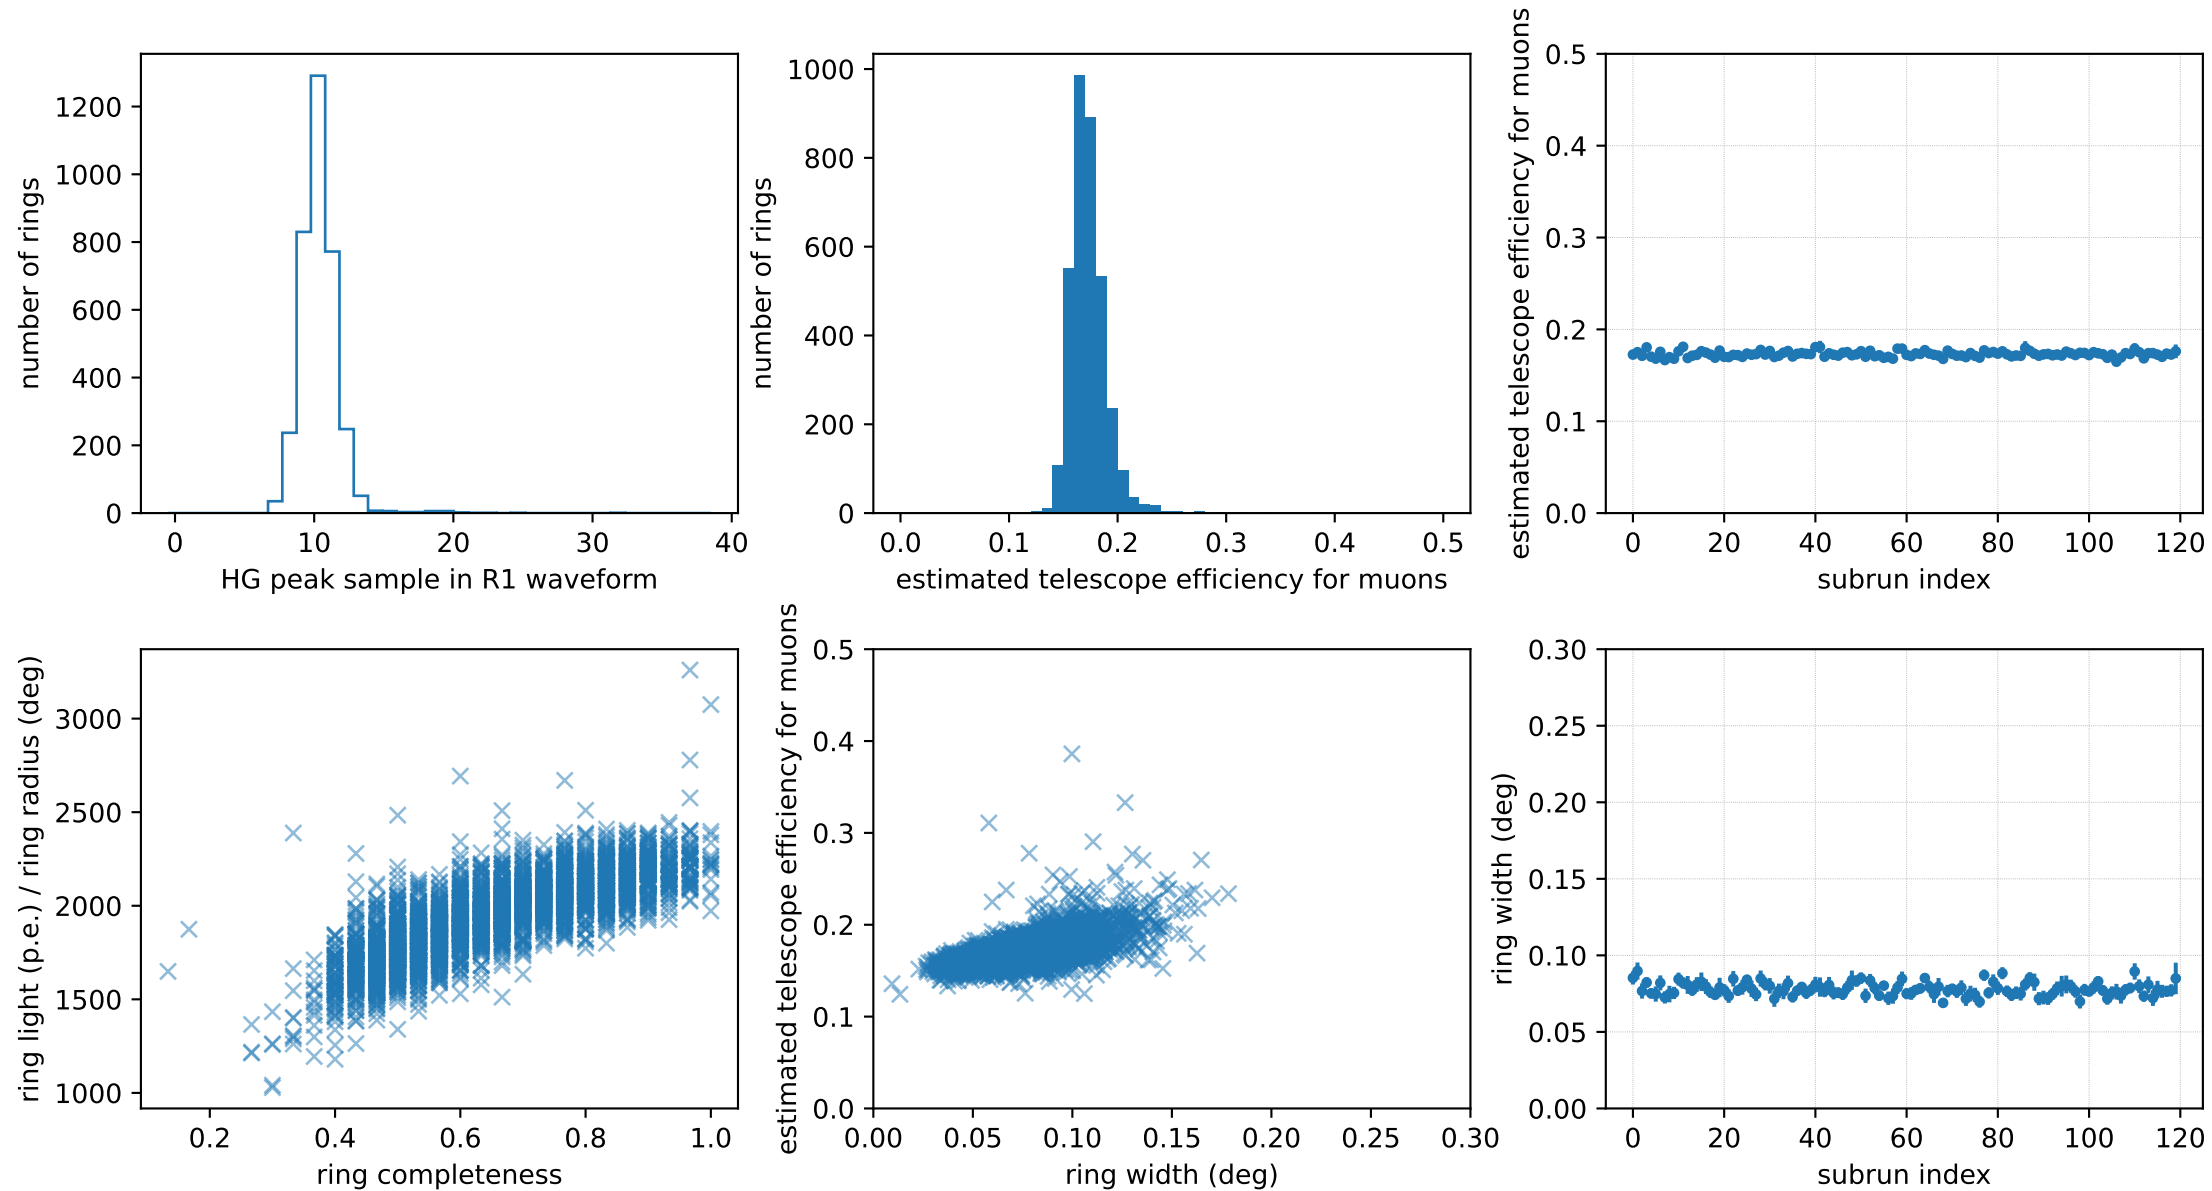 number of rings
1200
1000
800
600
400
200
0
0 10 20 30 40
HG peak sample in R1 waveform
number of rings
1000
800
600
400
200
0
0.0 0.1 0.2 0.3 0.4 0.5
estimated telescope efficiency for muons
estimated telescope efficiency for muons
0.5
0.4
0.3
0.2
0.1
0.0
0 20 40 60 80 100 120
subrun index
ring light (p.e.) / ring radius (deg)
3000
2500
2000
1500
1000
0.2 0.4 0.6 0.8 1.0
ring completeness
estimated telescope efficiency for muons
0.5
0.4
0.3
0.2
0.1
0.0
0.00 0.05 0.10 0.15 0.20 0.25 0.30
ring width (deg)
ring width (deg)
0.30
0.25
0.20
0.15
0.10
0.05
0.00
0 20 40 60 80 100 120
subrun index